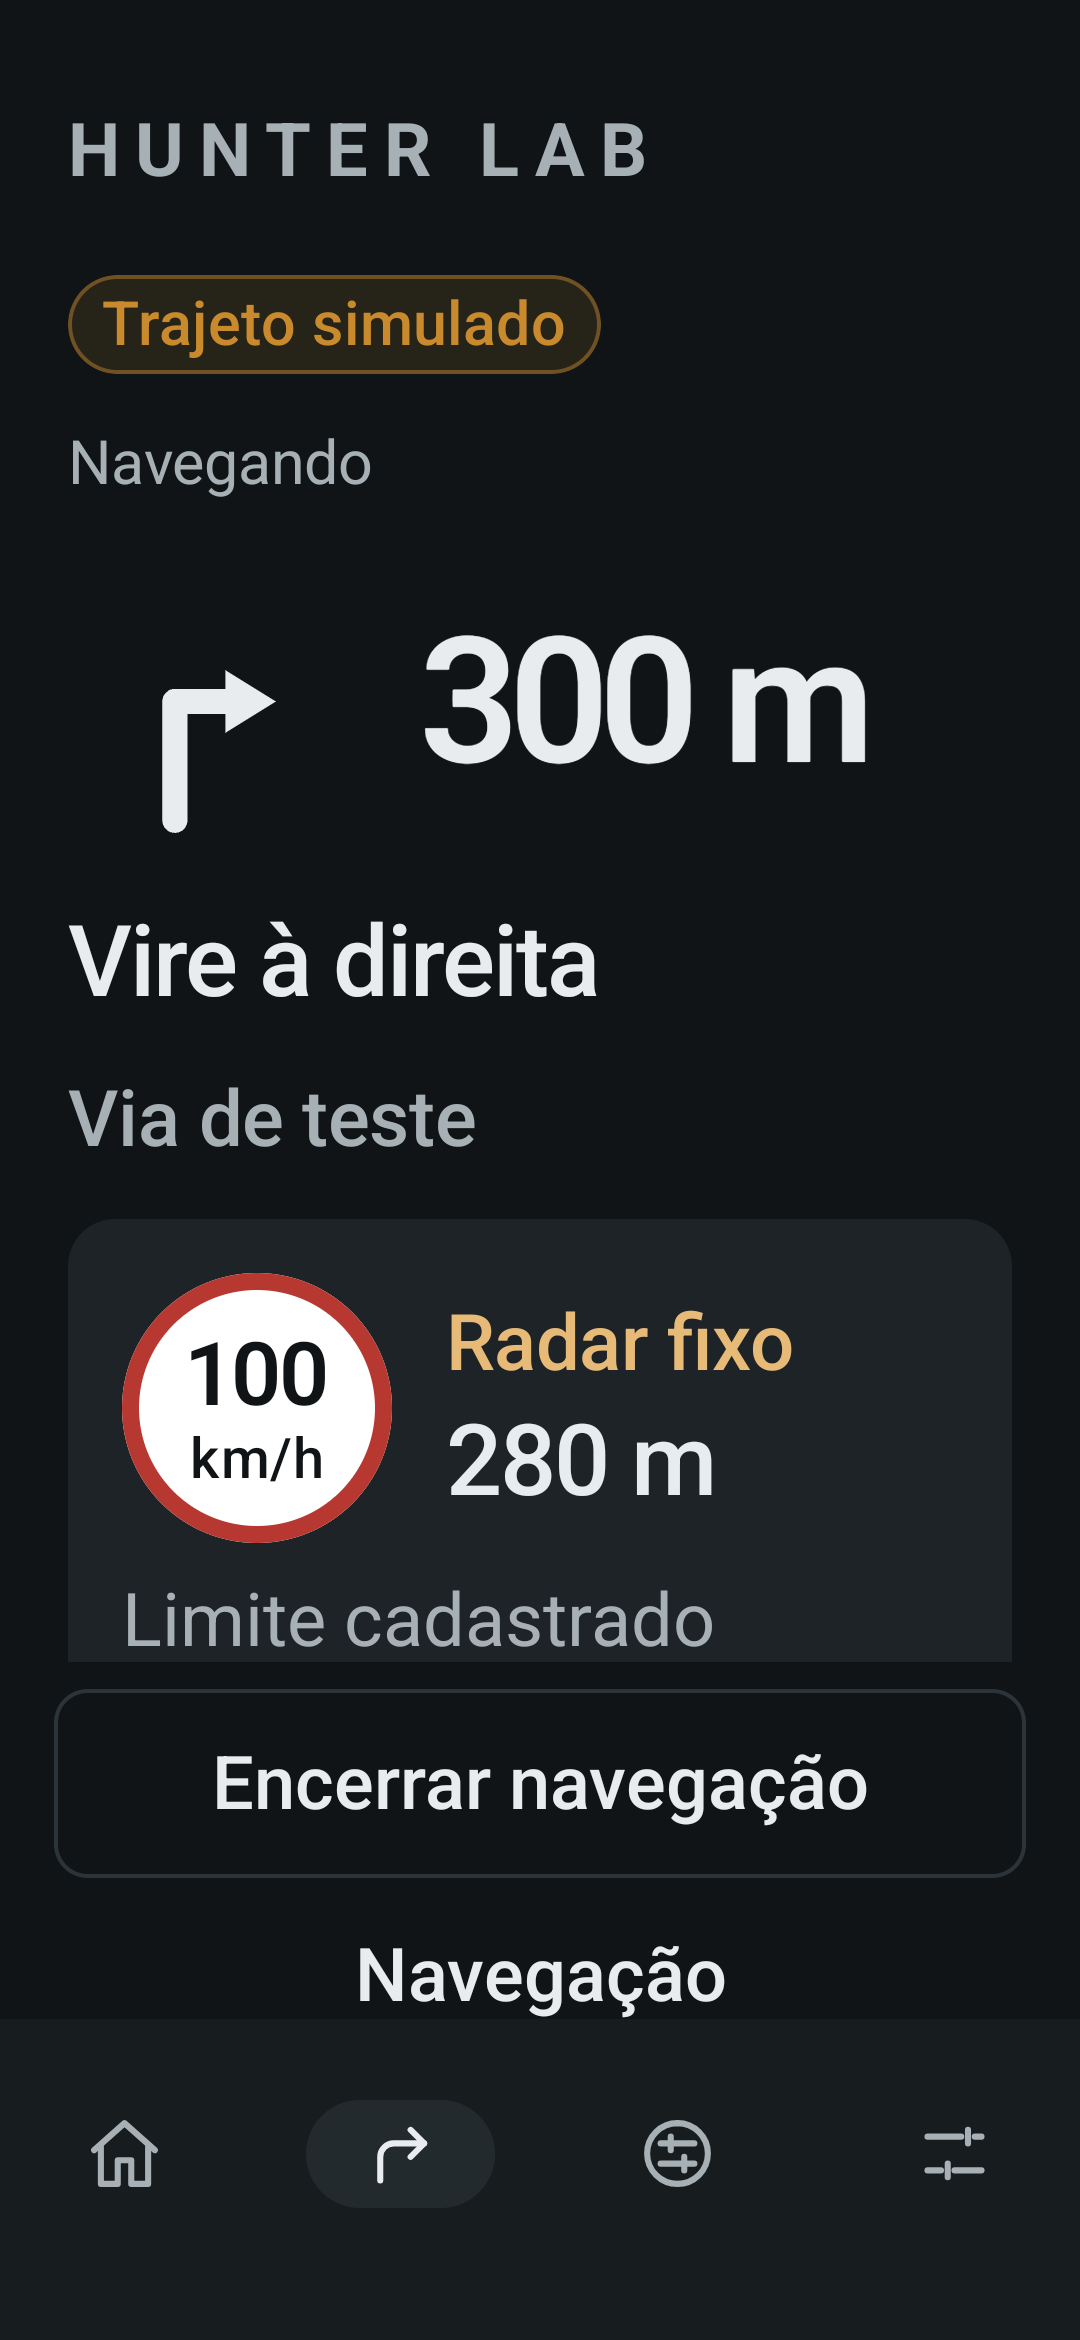 HUNTER LAB
Trajeto simulado
Navegando
300 m
Vire à direita
Via de teste
100
km/h
Radar fixo
280 m
Limite cadastrado
Encerrar navegação
Navegação